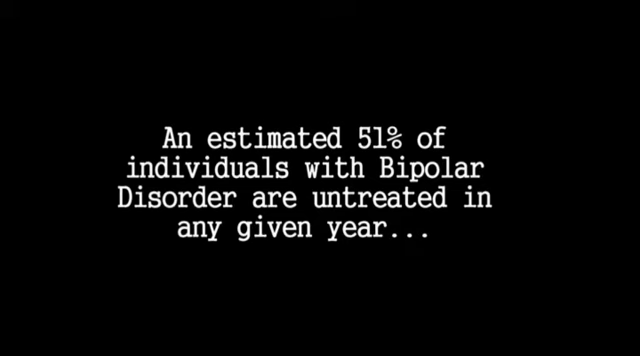 An estimated 51% of
individuals with Bipolar
Disorder are untreated in
any given year...